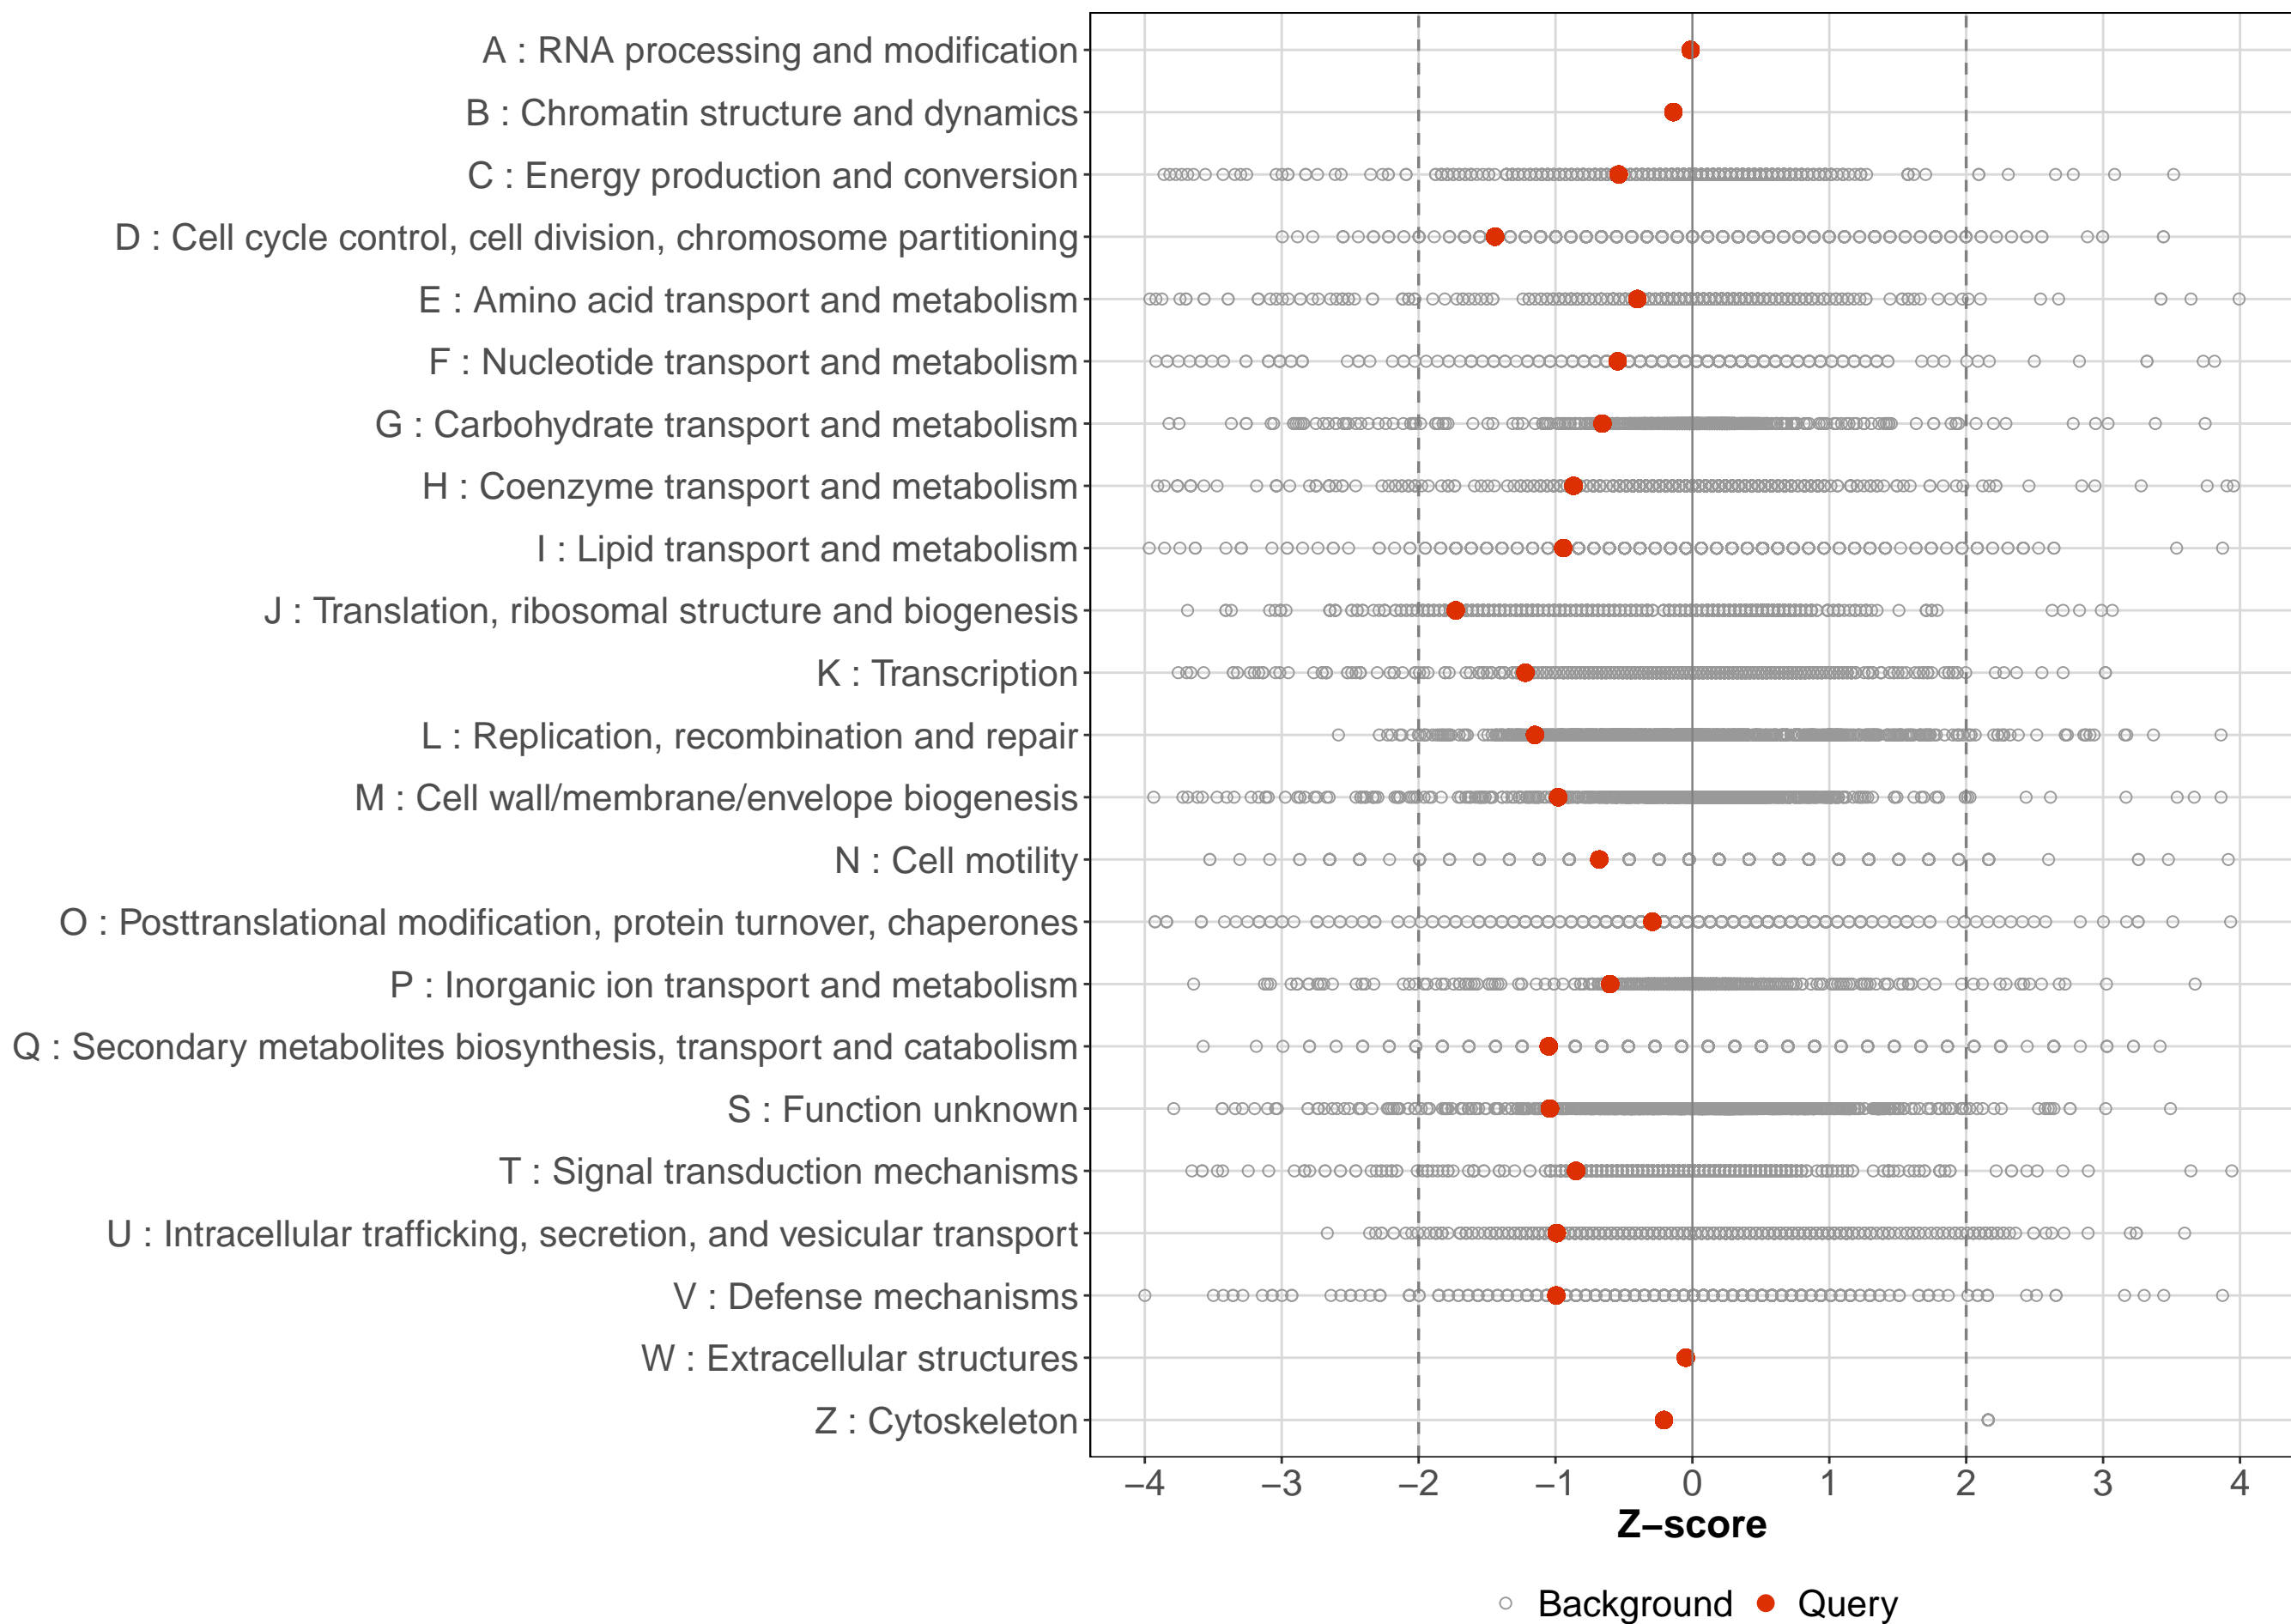 A : RNA processing and modification
B : Chromatin structure and dynamics
C : Energy production and conversion
D : Cell cycle control, cell division, chromosome partitioning
E : Amino acid transport and metabolism
F : Nucleotide transport and metabolism
G : Carbohydrate transport and metabolism
H : Coenzyme transport and metabolism
I : Lipid transport and metabolism
J : Translation, ribosomal structure and biogenesis
K : Transcription
L : Replication, recombination and repair
M : Cell wall/membrane/envelope biogenesis
N : Cell motility
O : Posttranslational modification, protein turnover, chaperones
P : Inorganic ion transport and metabolism
Q : Secondary metabolites biosynthesis, transport and catabolism
S : Function unknown
T : Signal transduction mechanisms
U : Intracellular trafficking, secretion, and vesicular transport
V : Defense mechanisms
W : Extracellular structures
Z : Cytoskeleton
−4 −3 −2 −1 0 1 2 3 4
Z−score
Background Query